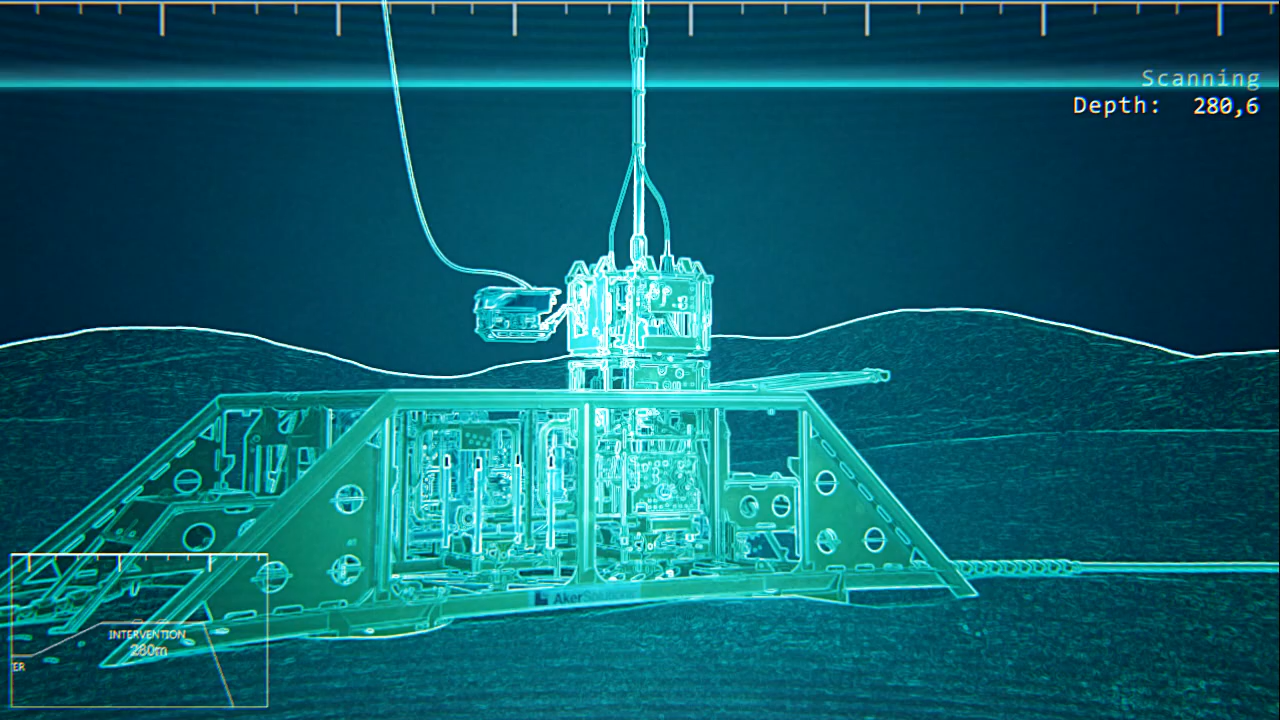 Scanning
Depth: 280,6
AkerSolutions
INTERVENTION
280m
ER